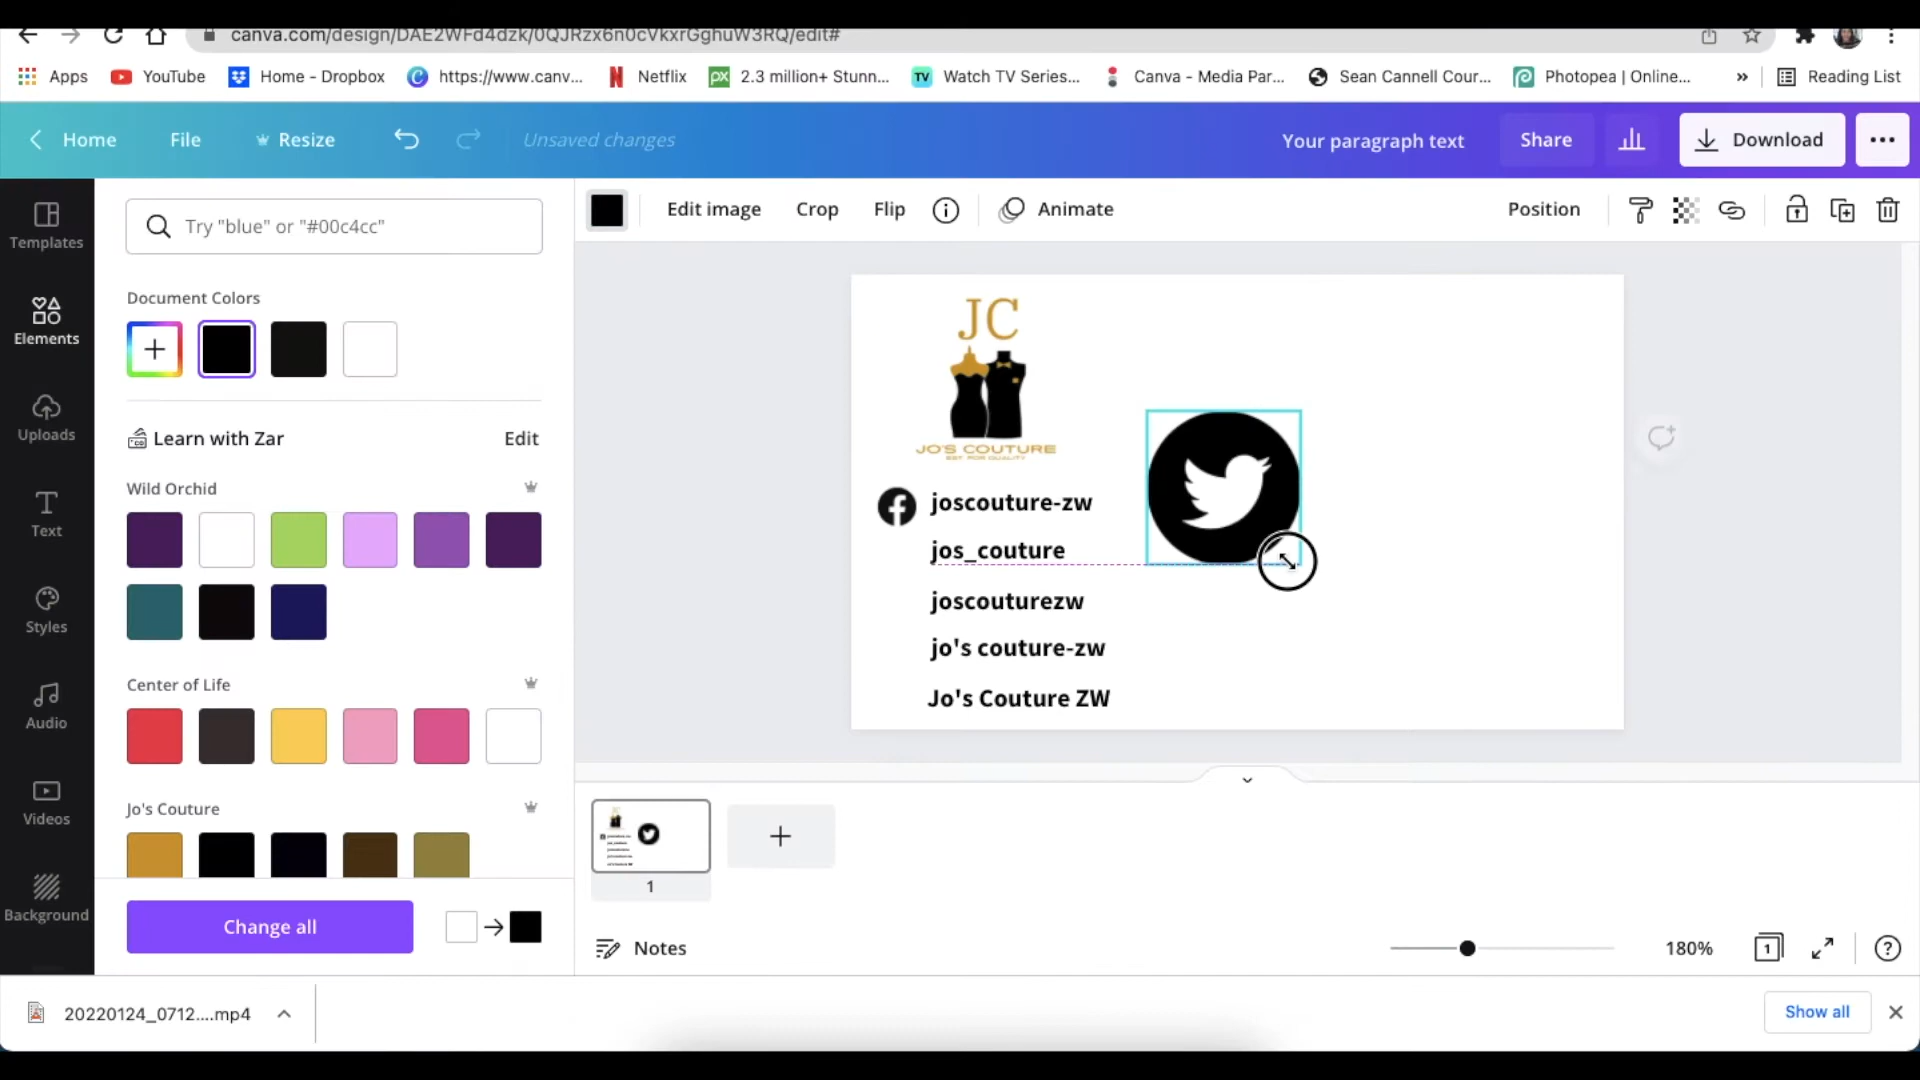 canva.com/design/DAE2WFd4dzk/0QJRzx6n0cVkxrGghuW3RQ/edit#
Apps YouTube Home - Dropbox https://www.canv... Netflix 2.3 million+ Stunn... Watch TV Series... Canva - Media Par... Sean Cannell Cour... Photopea | Online... » Reading List
Home File Resize Unsaved changes Your paragraph text Share Download
Try "blue" or "#00c4cc"
Edit image Crop Flip Animate Position
Templates
Elements
Uploads
Text
Styles
Audio
Videos
Background
Document Colors
Learn with Zar Edit
Wild Orchid
Center of Life
Jo's Couture
Change all
JC
JO'S COUTURE
EST FOR QUALITY
joscouture-zw
jos_couture
joscouturezw
jo's couture-zw
Jo's Couture ZW
1
Notes
180%
1
20220124_0712....mp4
Show all